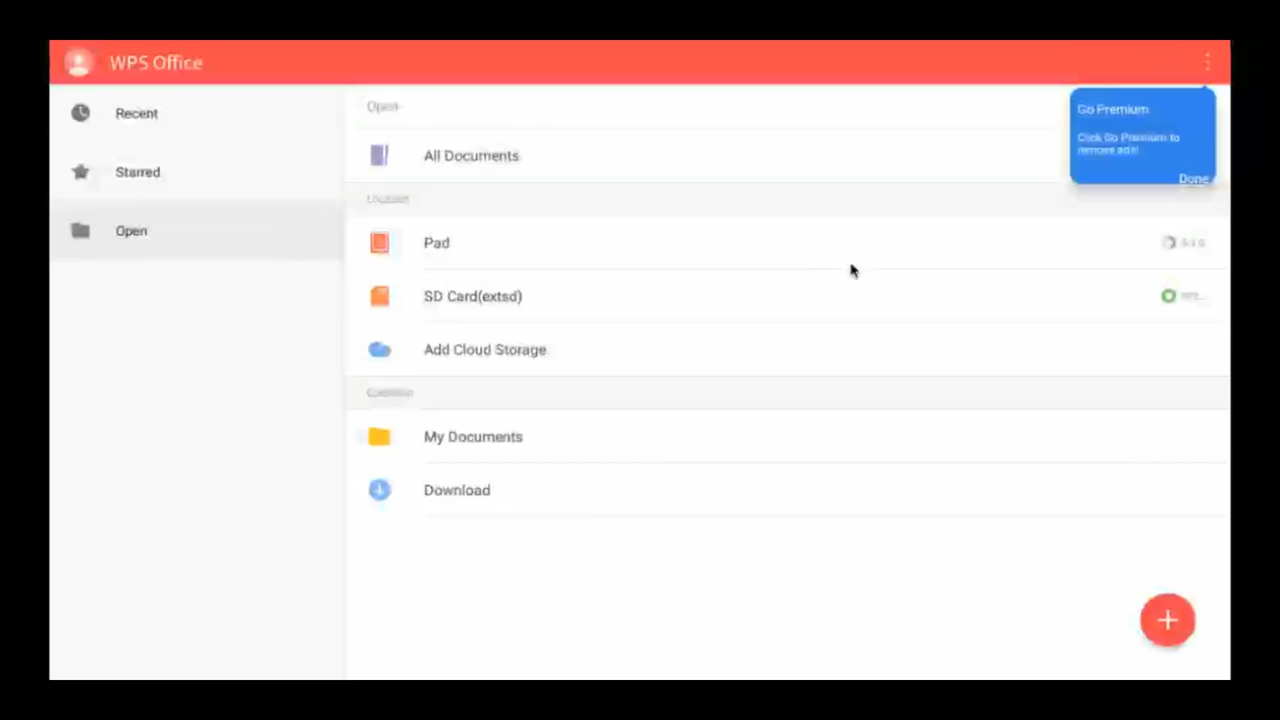 WPS Office
Recent
Starred
Open
Open
All Documents
Go Premium
Click Go Premium to
remove ads!
Done
Pad
SD Card(extsd)
Add Cloud Storage
My Documents
Download